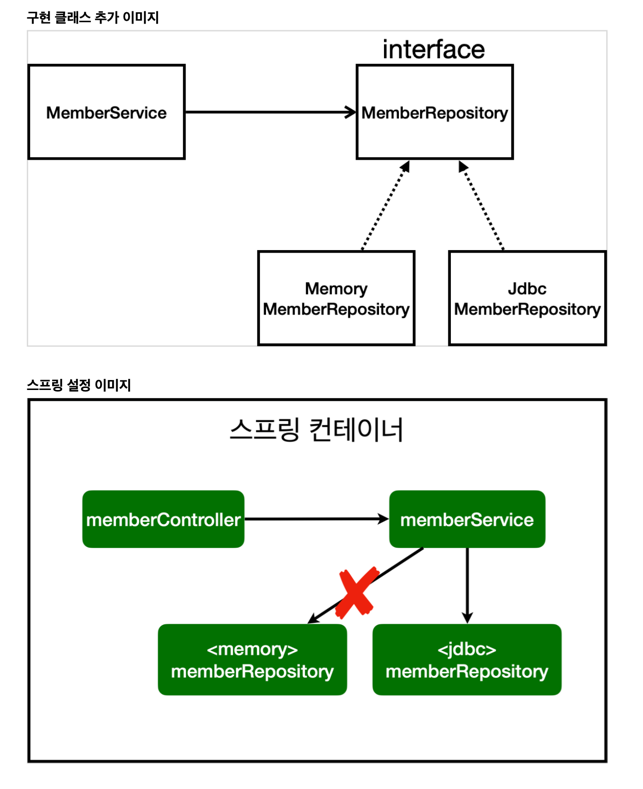 구현 클래스 추가 이미지
interface
MemberService
MemberRepository
Memory
MemberRepository
Jdbc
MemberRepository
스프링 설정 이미지
스프링 컨테이너
memberController
memberService
<memory>
memberRepository
<jdbc>
memberRepository